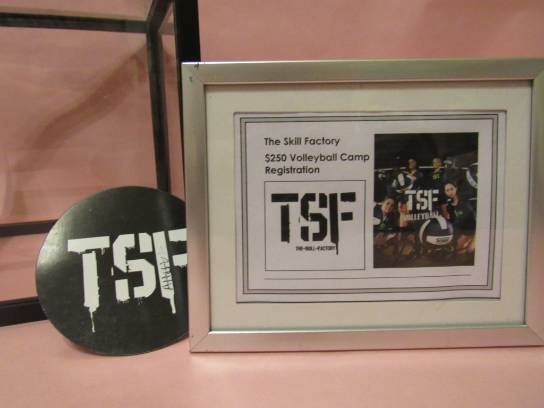 The Skill Factory
$250 Volleyball Camp
Registration
TSF
THE-SKILL-FACTORY
TSF
VOLLEYBALL
TSF